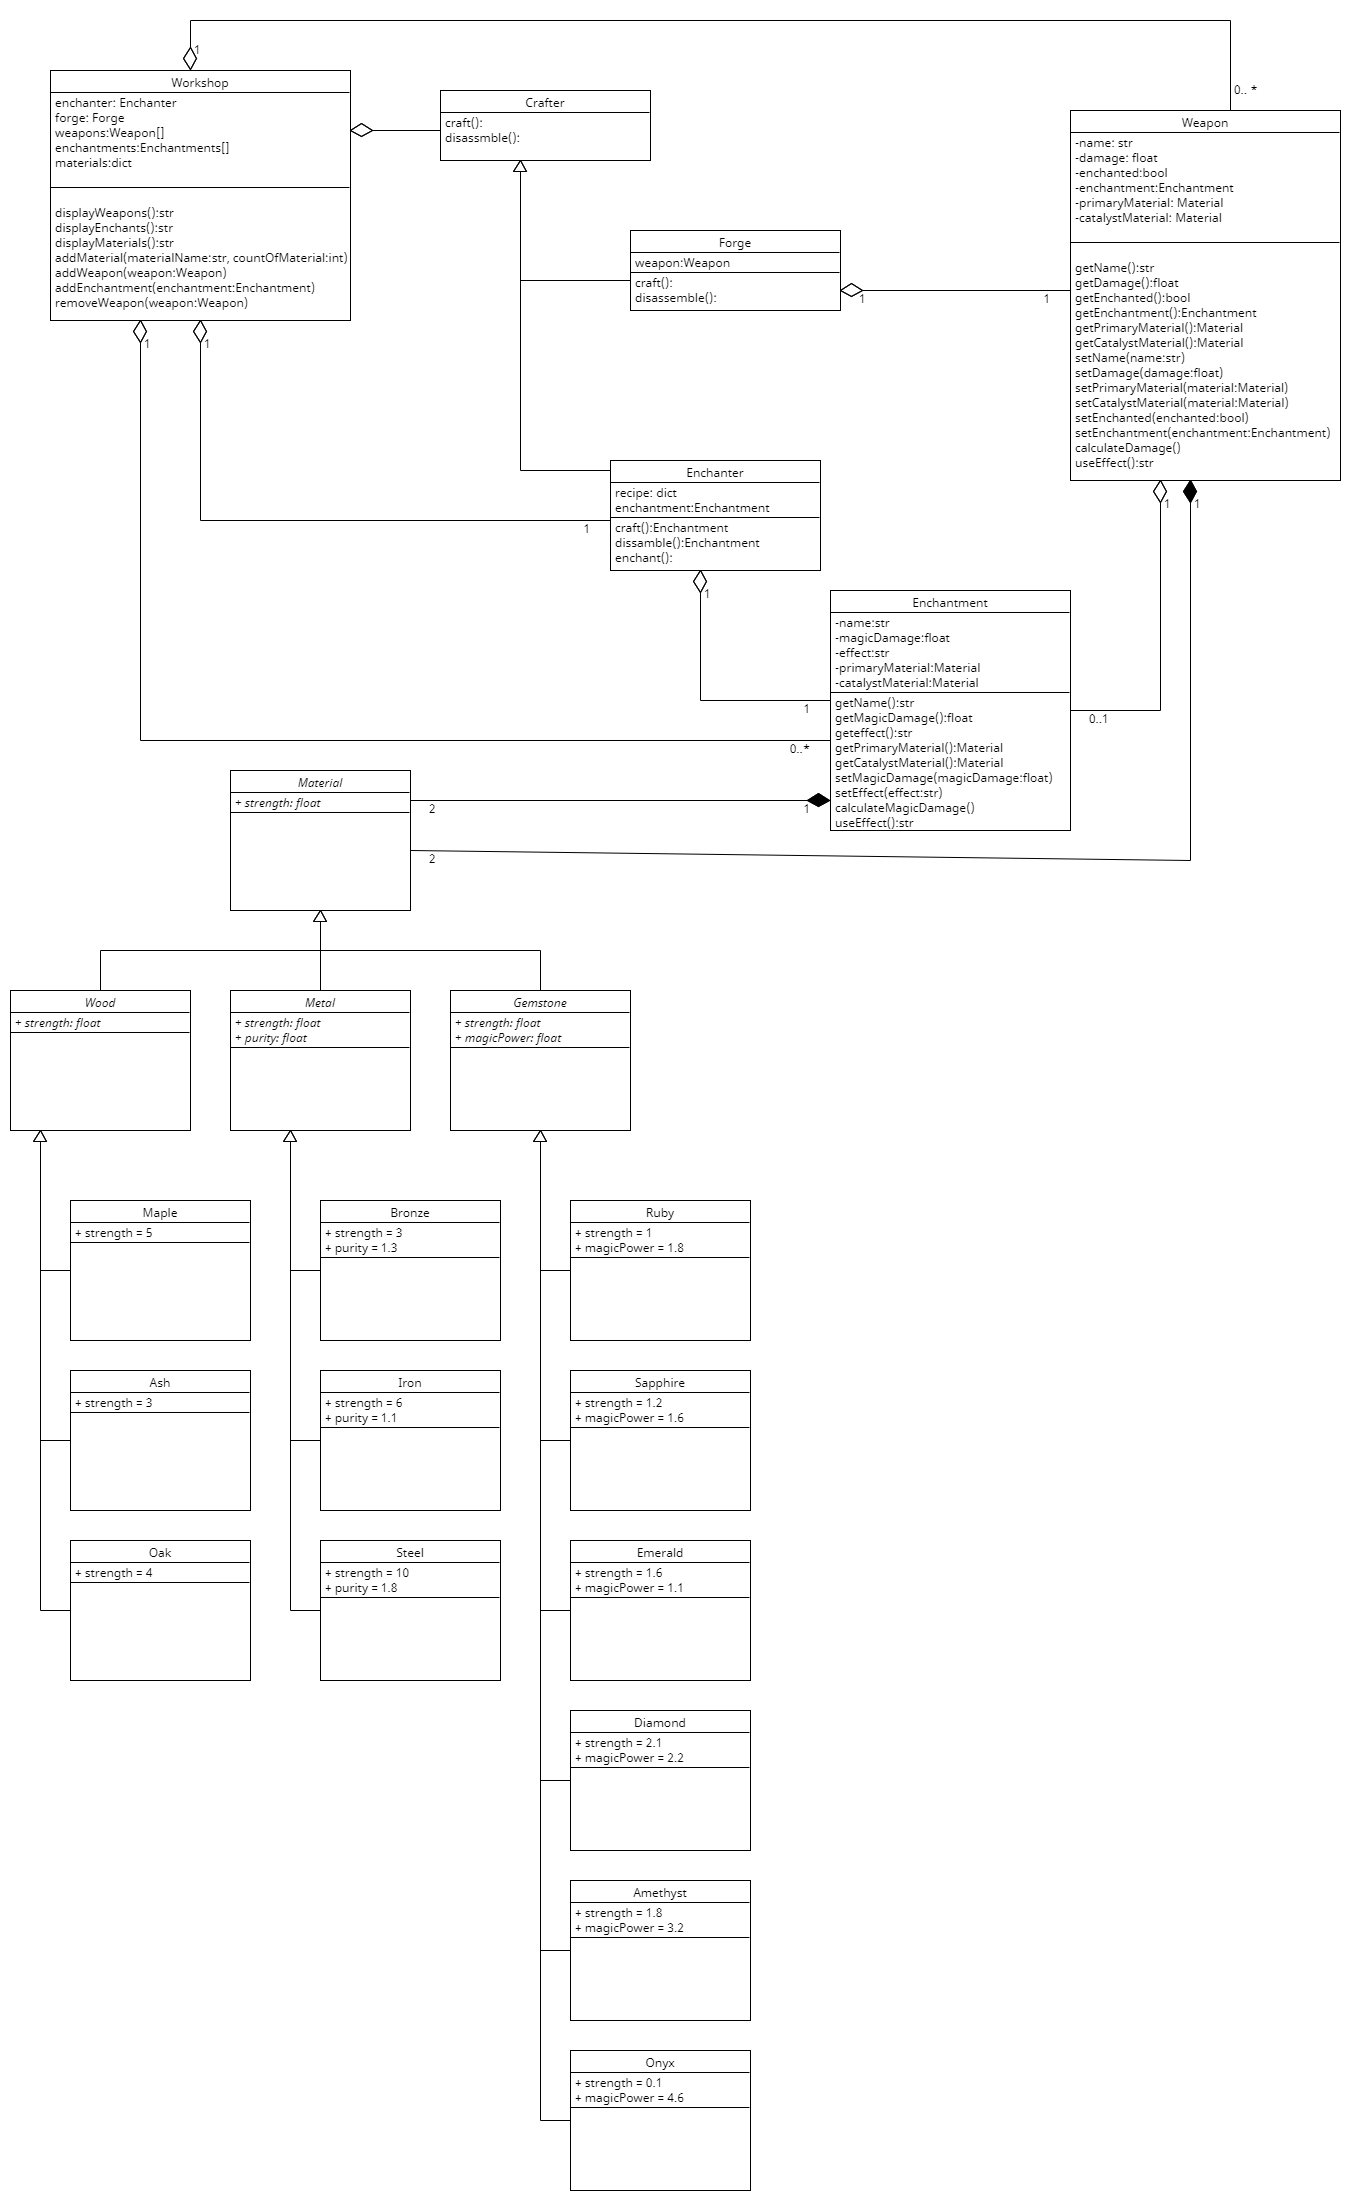 1
Workshop
enchanter: Enchanter
forge: Forge
weapons:Weapon[]
enchantments:Enchantments[]
materials:dict
displayWeapons():str
displayEnchants():str
displayMaterials():str
addMaterial(materialName:str, countOfMaterial:int)
addWeapon(weapon:Weapon)
addEnchantment(enchantment:Enchantment)
removeWeapon(weapon:Weapon)
1
1
Crafter
craft():
disassmble():
0.. *
Weapon
-name: str
-damage: float
-enchanted:bool
-enchantment:Enchantment
-primaryMaterial: Material
-catalystMaterial: Material
getName():str
getDamage():float
getEnchanted():bool
getEnchantment():Enchantment
getPrimaryMaterial():Material
getCatalystMaterial():Material
setName(name:str)
setDamage(damage:float)
setPrimaryMaterial(material:Material)
setCatalystMaterial(material:Material)
setEnchanted(enchanted:bool)
setEnchantment(enchantment:Enchantment)
calculateDamage()
useEffect():str
1
1
Forge
weapon:Weapon
craft():
disassemble():
1
1
Enchanter
recipe: dict
enchantment:Enchantment
craft():Enchantment
dissamble():Enchantment
enchant():
1
1
Enchantment
-name:str
-magicDamage:float
-effect:str
-primaryMaterial:Material
-catalystMaterial:Material
getName():str
getMagicDamage():float
geteffect():str
getPrimaryMaterial():Material
getCatalystMaterial():Material
setMagicDamage(magicDamage:float)
setEffect(effect:str)
calculateMagicDamage()
useEffect():str
1
0..1
0..*
1
Material
+ strength: float
2
2
Wood
+ strength: float
Metal
+ strength: float
+ purity: float
Gemstone
+ strength: float
+ magicPower: float
Maple
+ strength = 5
Bronze
+ strength = 3
+ purity = 1.3
Ruby
+ strength = 1
+ magicPower = 1.8
Ash
+ strength = 3
Iron
+ strength = 6
+ purity = 1.1
Sapphire
+ strength = 1.2
+ magicPower = 1.6
Oak
+ strength = 4
Steel
+ strength = 10
+ purity = 1.8
Emerald
+ strength = 1.6
+ magicPower = 1.1
Diamond
+ strength = 2.1
+ magicPower = 2.2
Amethyst
+ strength = 1.8
+ magicPower = 3.2
Onyx
+ strength = 0.1
+ magicPower = 4.6